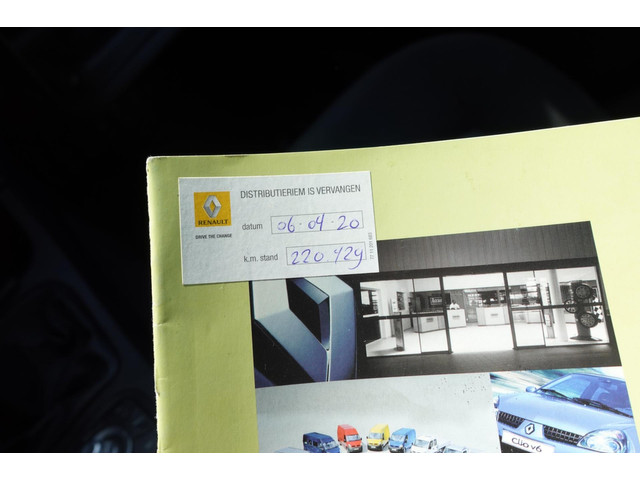 DISTRIBUTIERIEM IS VERVANGEN
RENAULT
DRIVE THE CHANGE
datum 06-04-20
k.m. stand 220.429
Clio v6